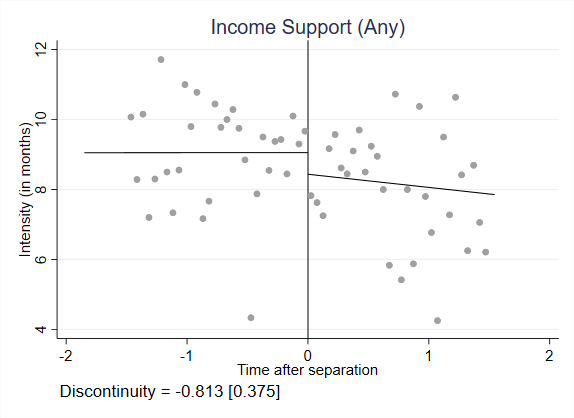 Income Support (Any)
Intensity (in months)
12
10
8
6
4
-2
-1
0
1
2
Time after separation
Discontinuity = -0.813 [0.375]